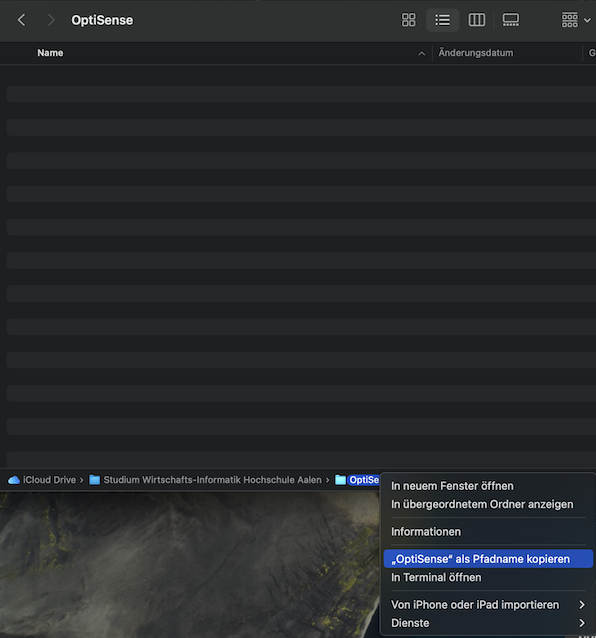 OptiSense
Name Änderungsdatum G
iCloud Drive › Studium Wirtschafts-Informatik Hochschule Aalen › OptiSe
In neuem Fenster öffnen
In übergeordnetem Ordner anzeigen
Informationen
„OptiSense“ als Pfadname kopieren
In Terminal öffnen
Von iPhone oder iPad importieren
Dienste